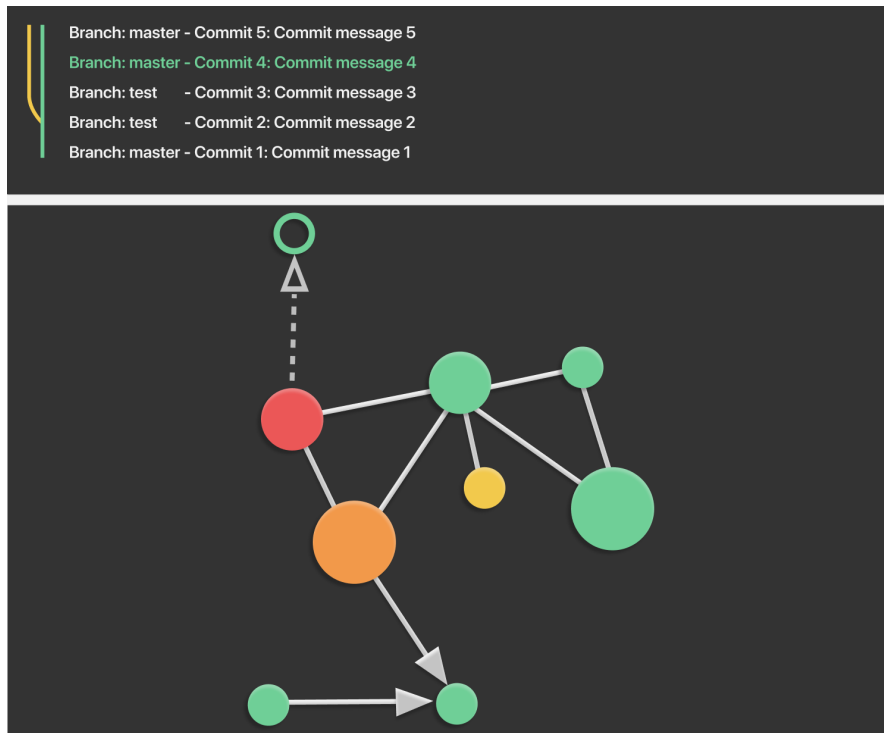 Branch: master - Commit 5: Commit message 5
Branch: master - Commit 4: Commit message 4
Branch: test - Commit 3: Commit message 3
Branch: test - Commit 2: Commit message 2
Branch: master - Commit 1: Commit message 1